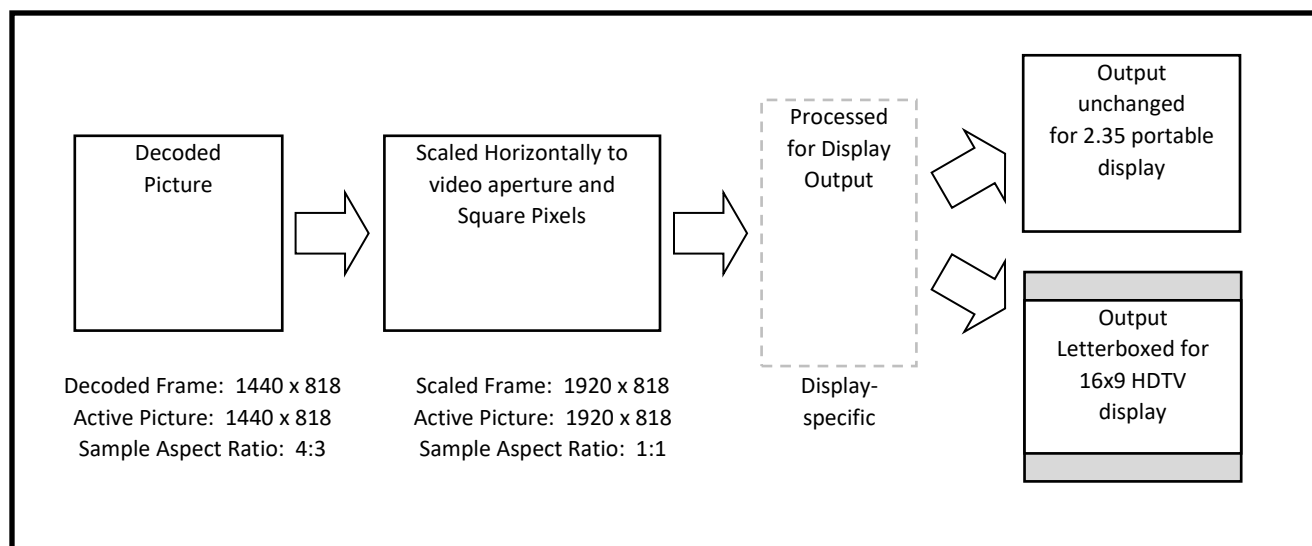 Decoded
Picture
Scaled Horizontally to
video aperture and
Square Pixels
Processed
for Display
Output
Output
unchanged
for 2.35 portable
display
Output
Letterboxed for
16x9 HDTV
display
Decoded Frame: 1440 x 818
Active Picture: 1440 x 818
Sample Aspect Ratio: 4:3
Scaled Frame: 1920 x 818
Active Picture: 1920 x 818
Sample Aspect Ratio: 1:1
Display-
specific